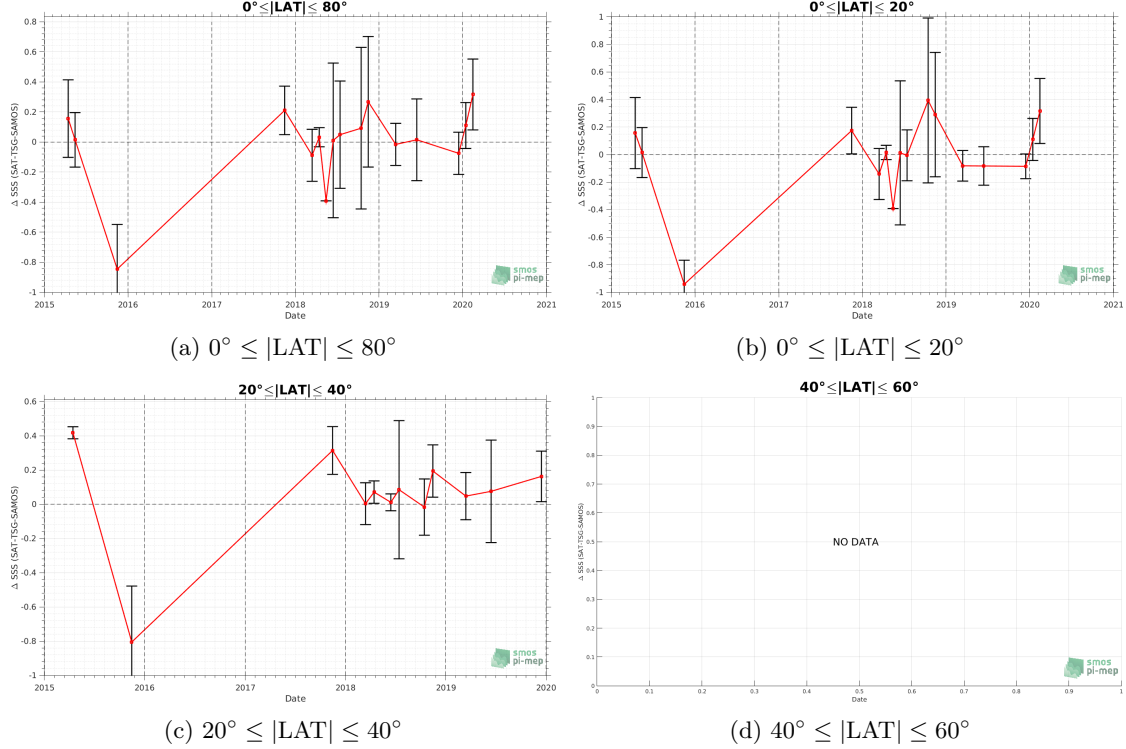 0°≤|LAT|≤ 80°
0.8
0.6
0.4
0.2
0
-0.2
-0.4
-0.6
-0.8
-1
Δ SSS (SAT-TSG-SAMOS)
2015 2016 2017 2018 2019 2020 2021
Date
smos
pi-mep
(a) 0° ≤ |LAT| ≤ 80°
0°≤|LAT|≤ 20°
1
0.8
0.6
0.4
0.2
0
-0.2
-0.4
-0.6
-0.8
-1
Δ SSS (SAT-TSG-SAMOS)
2015 2016 2017 2018 2019 2020 2021
Date
smos
pi-mep
(b) 0° ≤ |LAT| ≤ 20°
20°≤|LAT|≤ 40°
0.6
0.4
0.2
0
-0.2
-0.4
-0.6
-0.8
-1
Δ SSS (SAT-TSG-SAMOS)
2015 2016 2017 2018 2019 2020
Date
smos
pi-mep
(c) 20° ≤ |LAT| ≤ 40°
40°≤|LAT|≤ 60°
1
0.9
0.8
0.7
0.6
0.5
0.4
0.3
0.2
0.1
0
Δ SSS (SAT-TSG-SAMOS)
NO DATA
0 0.1 0.2 0.3 0.4 0.5 0.6 0.7 0.8 0.9 1
Date
smos
pi-mep
(d) 40° ≤ |LAT| ≤ 60°